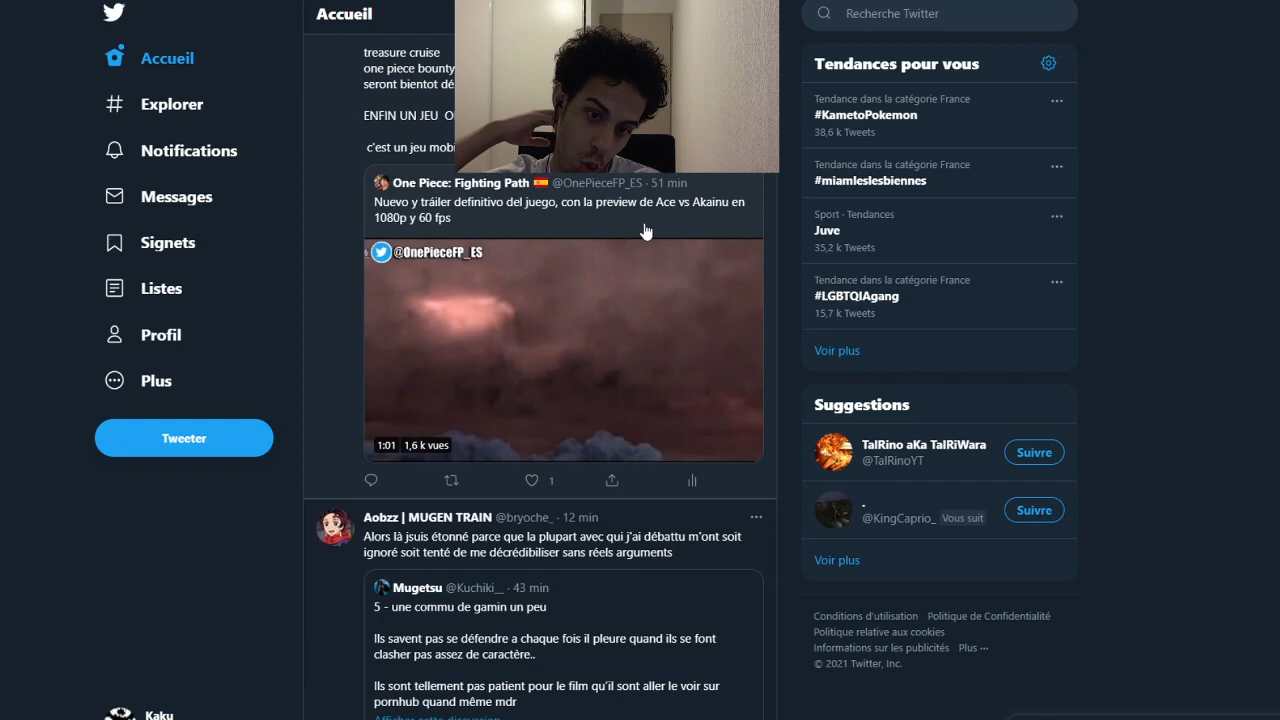 Accueil
Explorer
Notifications
Messages
Signets
Listes
Profil
Plus
Tweeter
Kaku
Accueil
treasure cruise
one piece bounty
seront bientot dé
ENFIN UN JEU O
c'est un jeu mobi
One Piece: Fighting Path @OnePieceFP_ES · 51 min
Nuevo y tráiler definitivo del juego, con la preview de Ace vs Akainu en
1080p y 60 fps
@OnePieceFP_ES
1:01 1,6 k vues
1
Aobzz | MUGEN TRAIN @bryoche_ · 12 min
Alors là jsuis étonné parce que la plupart avec qui j'ai débattu m'ont soit
ignoré soit tenté de me décrédibiliser sans réels arguments
Mugetsu @Kuchiki__ · 43 min
5 - une commu de gamin un peu
Ils savent pas se défendre a chaque fois il pleure quand ils se font
clasher pas assez de caractère..
Ils sont tellement pas patient pour le film qu'il sont aller le voir sur
pornhub quand même mdr
Afficher cette discussion
Recherche Twitter
Tendances pour vous
Tendance dans la catégorie France
#KametoPokemon
38,6 k Tweets
Tendance dans la catégorie France
#miamleslesbiennes
Sport · Tendances
Juve
35,2 k Tweets
Tendance dans la catégorie France
#LGBTQIAgang
15,7 k Tweets
Voir plus
Suggestions
TalRino aKa TalRiWara
@TalRinoYT
Suivre
.
@KingCaprio_ Vous suit
Suivre
Voir plus
Conditions d'utilisation Politique de Confidentialité
Politique relative aux cookies
Informations sur les publicités Plus ···
© 2021 Twitter, Inc.